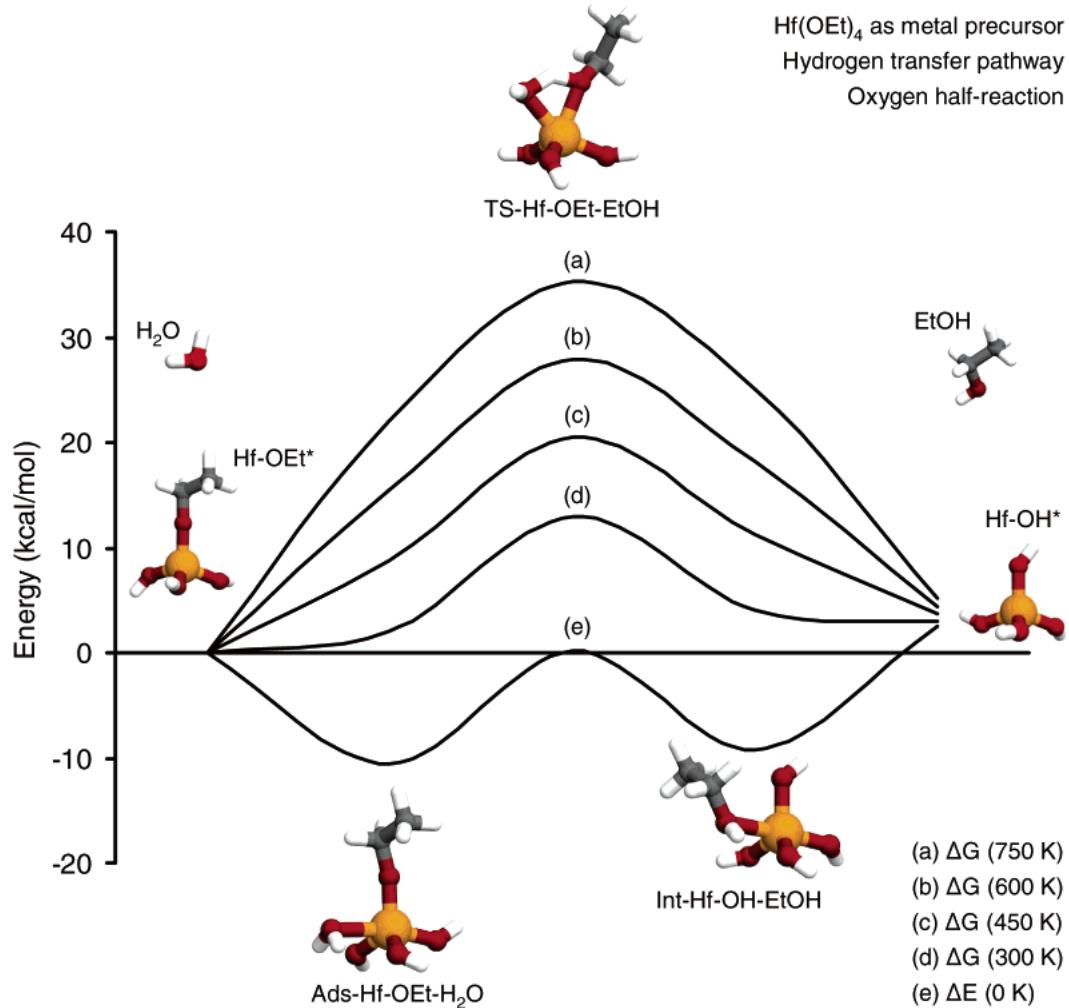 Hf(OEt)4 as metal precursor
Hydrogen transfer pathway
Oxygen half-reaction
TS-Hf-OEt-EtOH
40
30
20
10
0
-10
-20
Energy (kcal/mol)
(a)
(b)
(c)
(d)
(e)
H2O
Hf-OEt*
EtOH
Hf-OH*
Ads-Hf-OEt-H2O
Int-Hf-OH-EtOH
(a) ΔG (750 K)
(b) ΔG (600 K)
(c) ΔG (450 K)
(d) ΔG (300 K)
(e) ΔE (0 K)